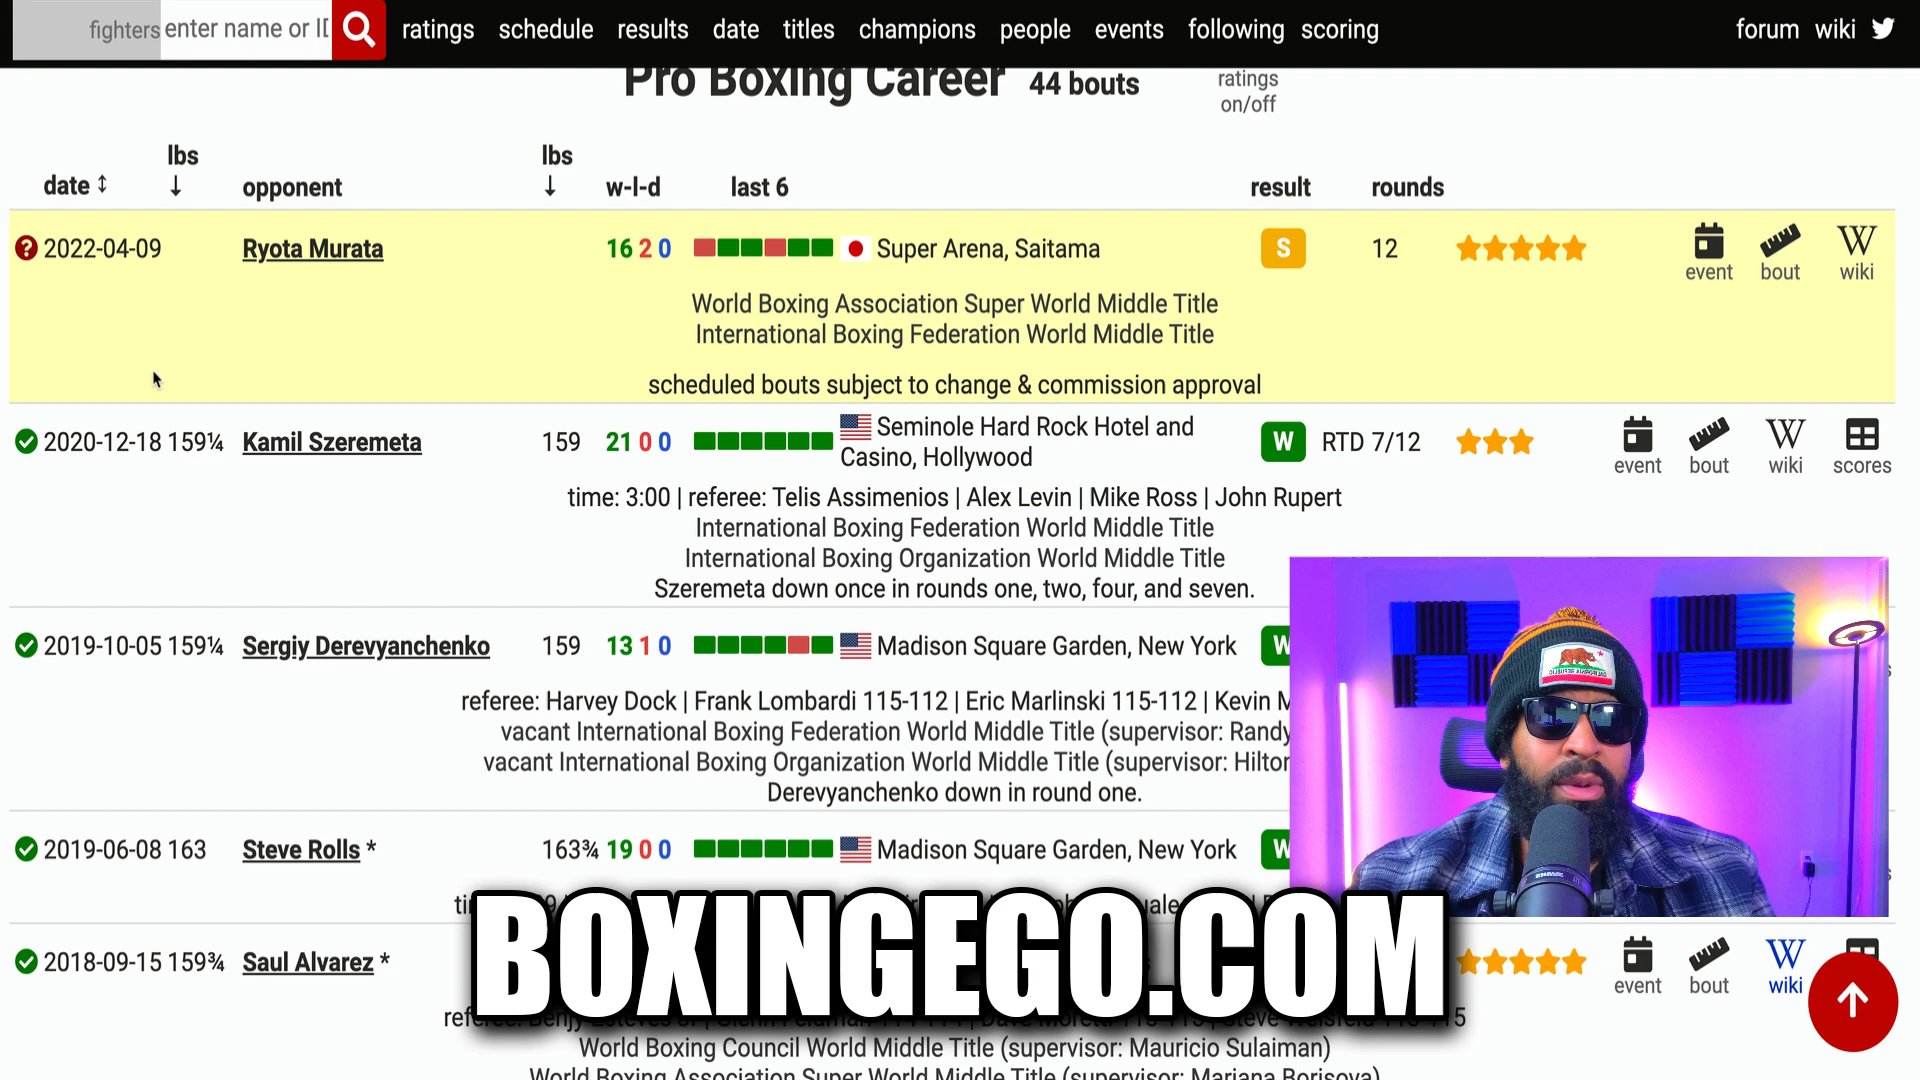 fighters enter name or ID ratings schedule results date titles champions people events following scoring forum wiki
Pro Boxing Career 44 bouts ratings on/off
date lbs opponent lbs w-l-d last 6 result rounds
2022-04-09 Ryota Murata 16 2 0 Super Arena, Saitama S 12 event bout wiki
World Boxing Association Super World Middle Title
International Boxing Federation World Middle Title
scheduled bouts subject to change & commission approval
2020-12-18 159¼ Kamil Szeremeta 159 21 0 0 Seminole Hard Rock Hotel and Casino, Hollywood W RTD 7/12 event bout wiki scores
time: 3:00 | referee: Telis Assimenios | Alex Levin | Mike Ross | John Rupert
International Boxing Federation World Middle Title
International Boxing Organization World Middle Title
Szeremeta down once in rounds one, two, four, and seven.
2019-10-05 159¼ Sergiy Derevyanchenko 159 13 1 0 Madison Square Garden, New York W
referee: Harvey Dock | Frank Lombardi 115-112 | Eric Marlinski 115-112 | Kevin M
vacant International Boxing Federation World Middle Title (supervisor: Randy
vacant International Boxing Organization World Middle Title (supervisor: Hilton
Derevyanchenko down in round one.
2019-06-08 163 Steve Rolls * 163¾ 19 0 0 Madison Square Garden, New York W
BOXINGEGO.COM
2018-09-15 159¾ Saul Alvarez * event bout wiki
World Boxing Council World Middle Title (supervisor: Mauricio Sulaiman)
World Boxing Association Super World Middle Title (supervisor: Mariana Borisova)